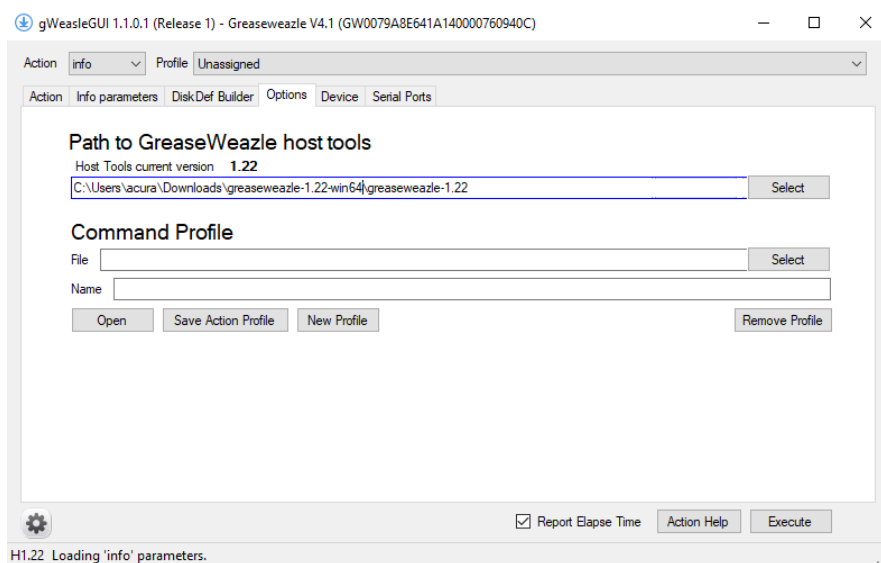 gWeasleGUI 1.1.0.1 (Release 1) - Greaseweazle V4.1 (GW0079A8E641A140000760940C)
Action info Profile Unassigned
Action Info parameters DiskDef Builder Options Device Serial Ports
Path to GreaseWeazle host tools
Host Tools current version 1.22
C:\Users\acura\Downloads\greaseweazle-1.22-win64\greaseweazle-1.22 Select
Command Profile
File Select
Name
Open Save Action Profile New Profile Remove Profile
Report Elapse Time Action Help Execute
H1.22 Loading 'info' parameters.